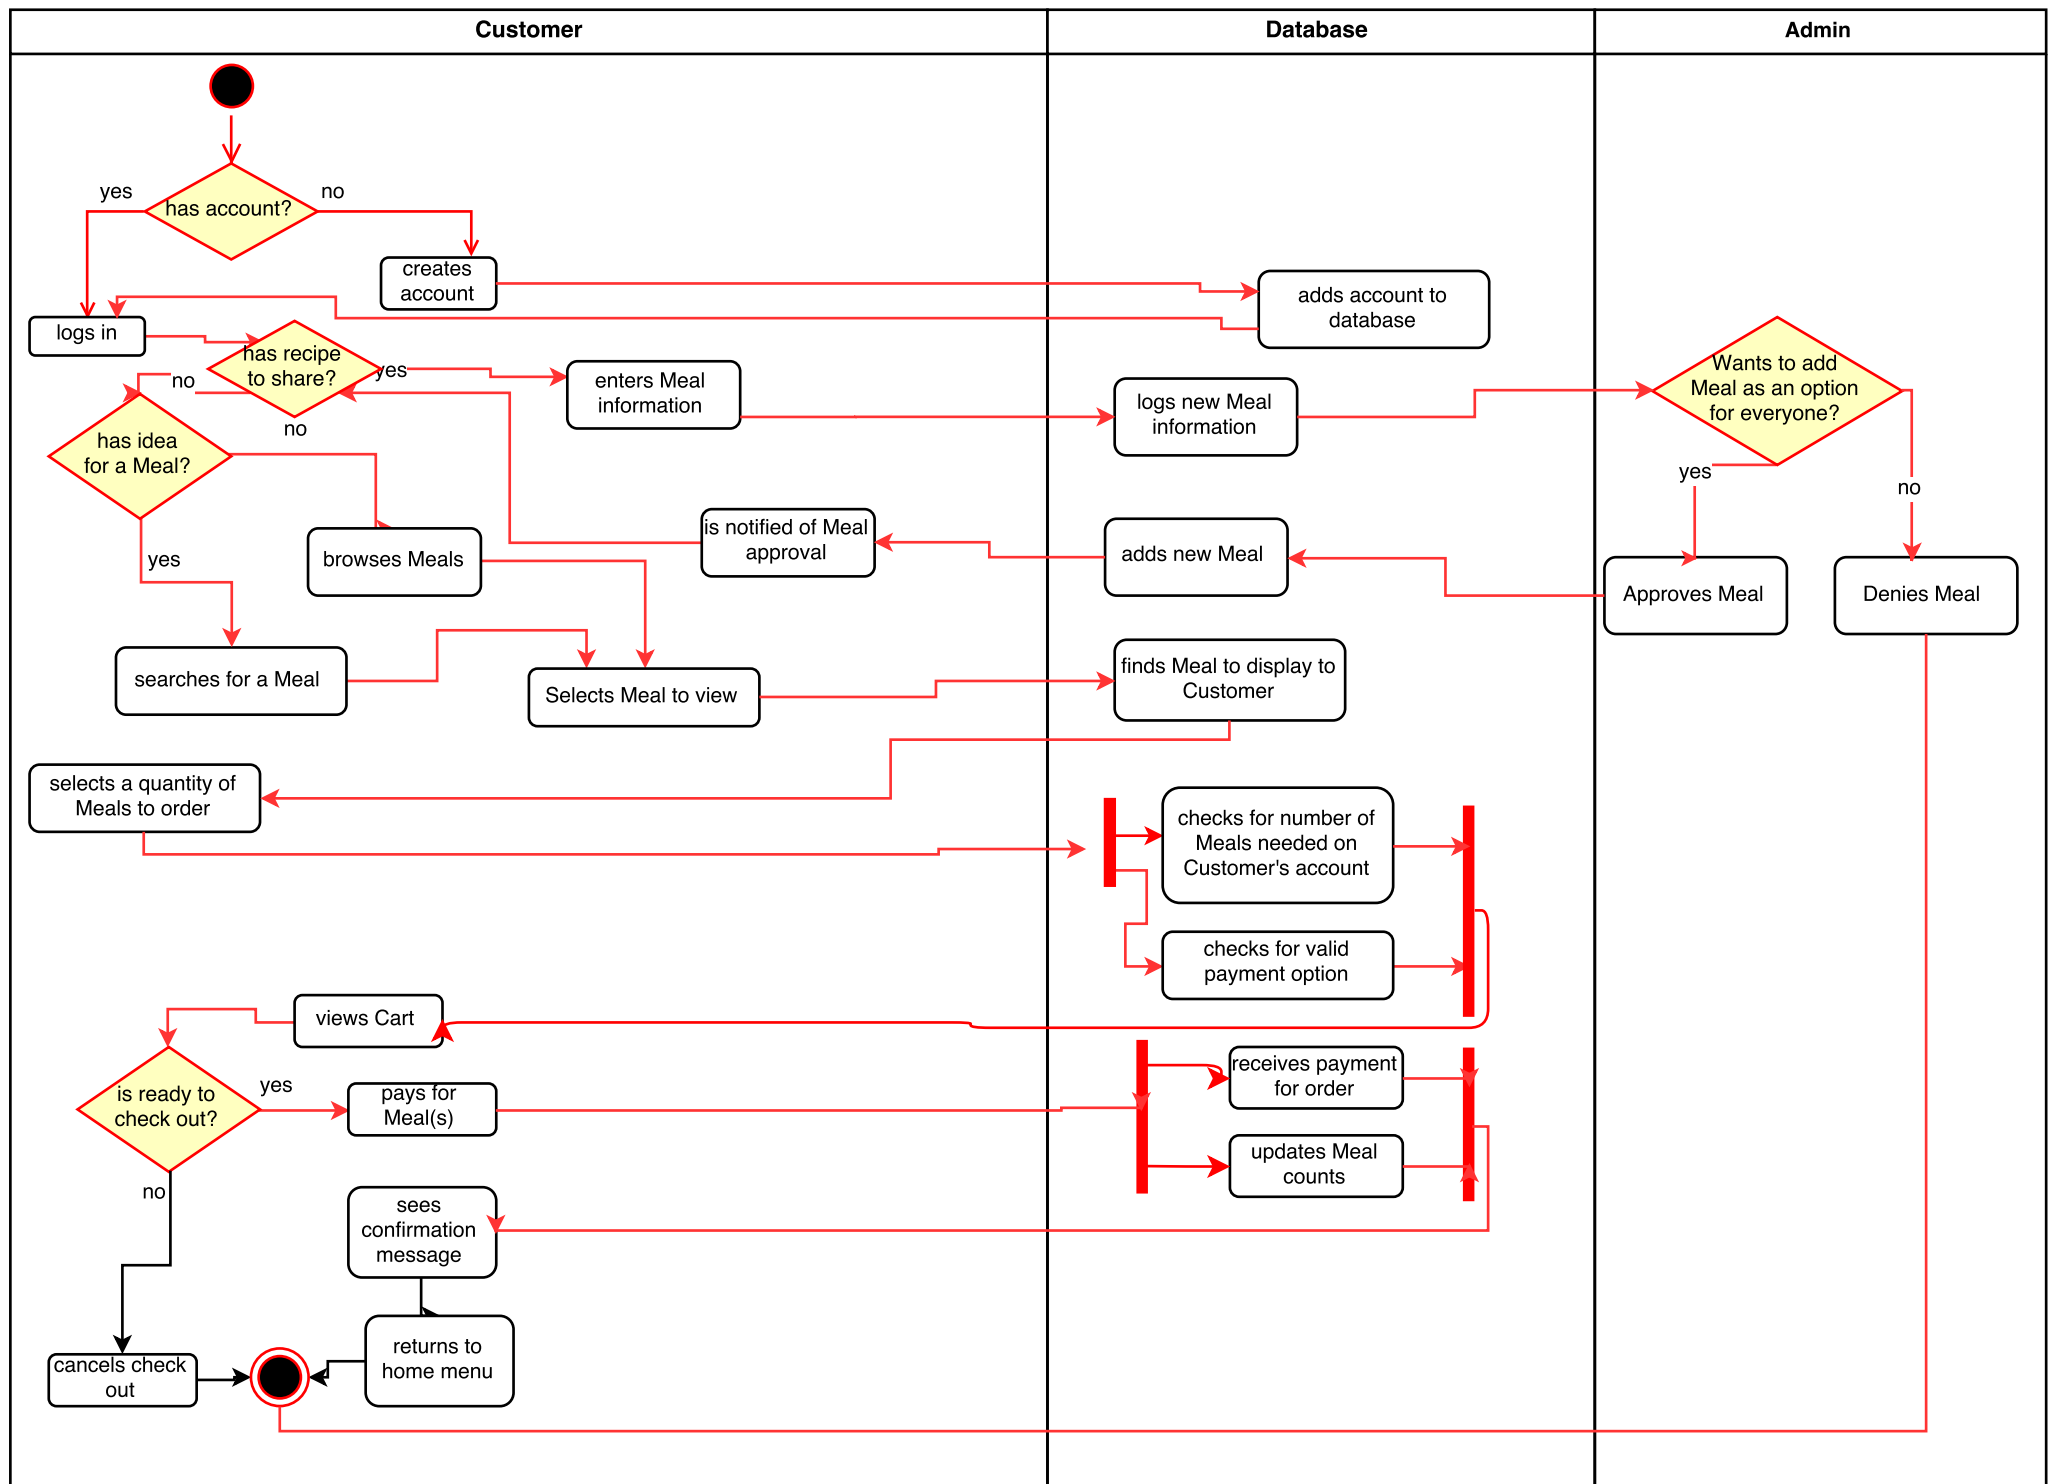 Customer
Database
Admin
yes
no
has account?
creates
account
adds account to
database
logs in
has recipe
to share?
yes
no
enters Meal
information
logs new Meal
information
Wants to add
Meal as an option
for everyone?
no
has idea
for a Meal?
yes
no
is notified of Meal
approval
adds new Meal
Approves Meal
Denies Meal
yes
browses Meals
searches for a Meal
Selects Meal to view
finds Meal to display to
Customer
selects a quantity of
Meals to order
checks for number of
Meals needed on
Customer's account
checks for valid
payment option
views Cart
is ready to
check out?
yes
pays for
Meal(s)
receives payment
for order
updates Meal
counts
no
sees
confirmation
message
returns to
home menu
cancels check
out